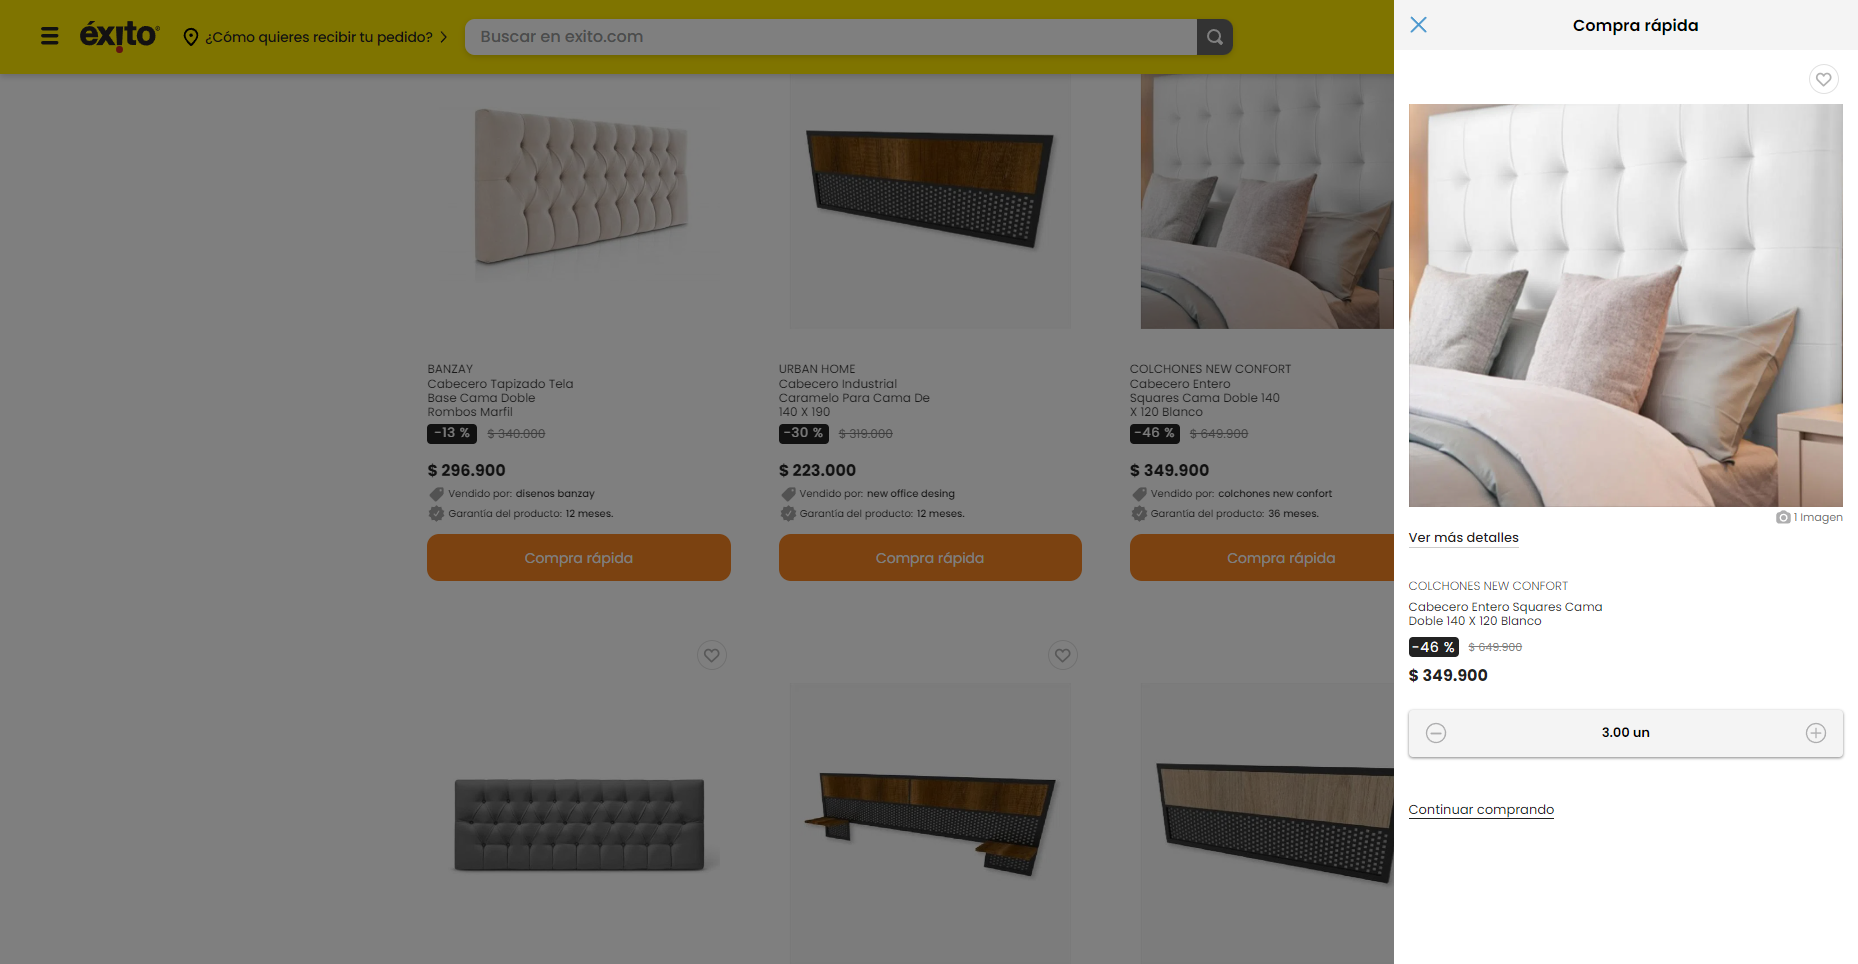 éxito
¿Cómo quieres recibir tu pedido?
Buscar en exito.com
BANZAY
Cabecero Tapizado Tela
Base Cama Doble
Rombos Marfil
-13 % $ 340.000
$ 296.900
Vendido por: disenos banzay
Garantía del producto: 12 meses.
Compra rápida
URBAN HOME
Cabecero Industrial
Caramelo Para Cama De
140 X 190
-30 % $ 319.000
$ 223.000
Vendido por: new office desing
Garantía del producto: 12 meses.
Compra rápida
COLCHONES NEW CONFORT
Cabecero Entero
Squares Cama Doble 140
X 120 Blanco
-46 % $ 649.900
$ 349.900
Vendido por: colchones new confort
Garantía del producto: 36 meses.
Compra rápida
Compra rápida
1 Imagen
Ver más detalles
COLCHONES NEW CONFORT
Cabecero Entero Squares Cama
Doble 140 X 120 Blanco
-46 % $ 649.900
$ 349.900
3.00 un
Continuar comprando